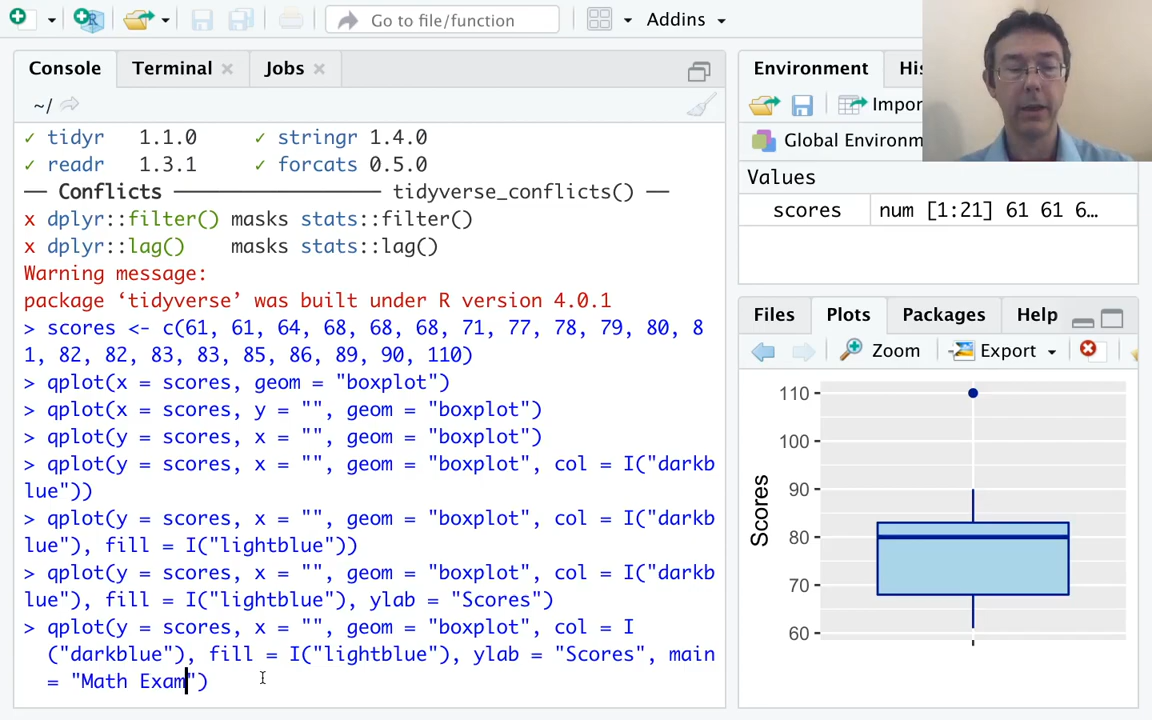 Go to file/function
Addins
Console
Terminal
Jobs
~/
✓ tidyr 1.1.0 ✓ stringr 1.4.0
✓ readr 1.3.1 ✓ forcats 0.5.0
── Conflicts ────────────────── tidyverse_conflicts() ──
x dplyr::filter() masks stats::filter()
x dplyr::lag() masks stats::lag()
Warning message:
package ‘tidyverse’ was built under R version 4.0.1
> scores <- c(61, 61, 64, 68, 68, 68, 71, 77, 78, 79, 80, 8
1, 82, 82, 83, 83, 85, 86, 89, 90, 110)
> qplot(x = scores, geom = "boxplot")
> qplot(x = scores, y = "", geom = "boxplot")
> qplot(y = scores, x = "", geom = "boxplot")
> qplot(y = scores, x = "", geom = "boxplot", col = I("darkb
lue"))
> qplot(y = scores, x = "", geom = "boxplot", col = I("darkb
lue"), fill = I("lightblue"))
> qplot(y = scores, x = "", geom = "boxplot", col = I("darkb
lue"), fill = I("lightblue"), ylab = "Scores")
> qplot(y = scores, x = "", geom = "boxplot", col = I
("darkblue"), fill = I("lightblue"), ylab = "Scores", main
= "Math Exam")
Environment
His
Impor
Global Environm
Values
scores num [1:21] 61 61 6…
Files
Plots
Packages
Help
Zoom
Export
110
100
90
80
70
60
Scores